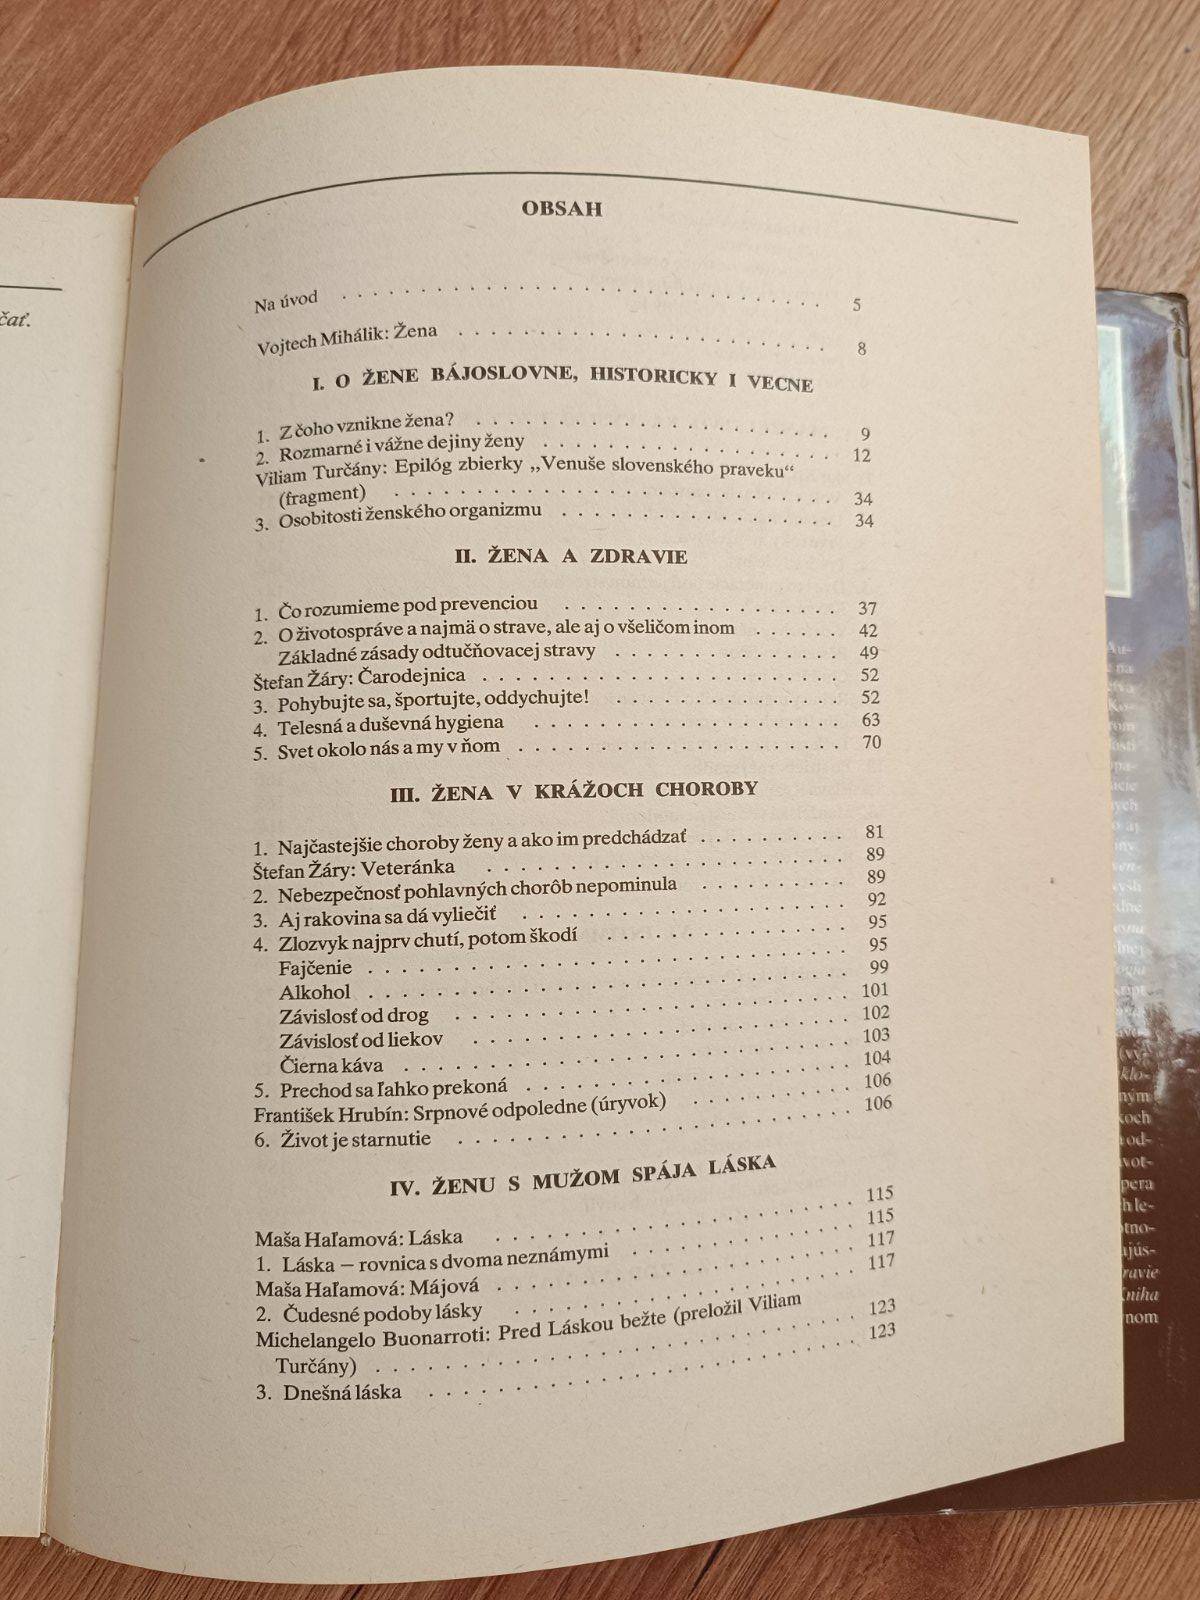 čať.
OBSAH
Na úvod . . . . . . . . . . . . . . . . . . . . 5
Vojtech Mihálik: Žena . . . . . . . . . . . . . . . . 8
I. O ŽENE BÁJOSLOVNE, HISTORICKY I VECNE
1. Z čoho vznikne žena? . . . . . . . . . . . . . . . 9
2. Rozmarné i vážne dejiny ženy . . . . . . . . . . . . 12
Viliam Turčány: Epilóg zbierky „Venuše slovenského praveku“
(fragment) . . . . . . . . . . . . . . . . . . . 34
3. Osobitosti ženského organizmu . . . . . . . . . . . . 34
II. ŽENA A ZDRAVIE
1. Čo rozumieme pod prevenciou . . . . . . . . . . . . 37
2. O životospráve a najmä o strave, ale aj o všeličom inom . . . . . . 42
Základné zásady odtučňovacej stravy . . . . . . . . . . 49
Štefan Žáry: Čarodejnica . . . . . . . . . . . . . . . 52
3. Pohybujte sa, športujte, oddychujte! . . . . . . . . . . 52
4. Telesná a duševná hygiena . . . . . . . . . . . . . 63
5. Svet okolo nás a my v ňom . . . . . . . . . . . . . . 70
III. ŽENA V KRÁŽOCH CHOROBY
1. Najčastejšie choroby ženy a ako im predchádzať . . . . . . . 81
Štefan Žáry: Veteránka . . . . . . . . . . . . . . . 89
2. Nebezpečnosť pohlavných chorôb nepominula . . . . . . . 89
3. Aj rakovina sa dá vyliečiť . . . . . . . . . . . . . . 92
4. Zlozvyk najprv chutí, potom škodí . . . . . . . . . . . 95
Fajčenie . . . . . . . . . . . . . . . . . . . . 95
Alkohol . . . . . . . . . . . . . . . . . . . . 99
Závislosť od drog . . . . . . . . . . . . . . . . . 101
Závislosť od liekov . . . . . . . . . . . . . . . . 102
Čierna káva . . . . . . . . . . . . . . . . . . . 103
5. Prechod sa ľahko prekoná . . . . . . . . . . . . . . 104
František Hrubín: Srpnové odpoledne (úryvok) . . . . . . . 106
6. Život je starnutie . . . . . . . . . . . . . . . . . 106
IV. ŽENU S MUŽOM SPÁJA LÁSKA
Maša Haľamová: Láska . . . . . . . . . . . . . . . 115
1. Láska – rovnica s dvoma neznámymi . . . . . . . . . . 115
Maša Haľamová: Májová . . . . . . . . . . . . . . . 117
2. Čudesné podoby lásky . . . . . . . . . . . . . . . 117
Michelangelo Buonarroti: Pred Láskou bežte (preložil Viliam
Turčány) . . . . . . . . . . . . . . . . . . . . 123
3. Dnešná láska . . . . . . . . . . . . . . . . . . 123